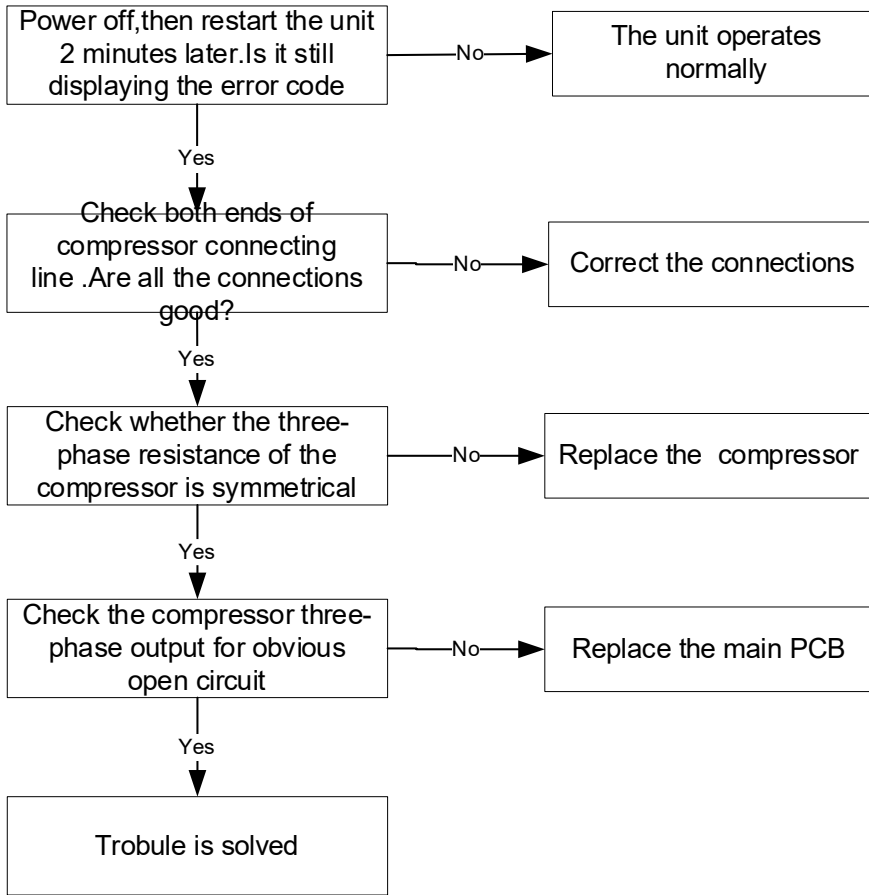 Power off,then restart the unit
2 minutes later.Is it still
displaying the error code
No
The unit operates
normally
Yes
Check both ends of
compressor connecting
line .Are all the connections
good?
No
Correct the connections
Yes
Check whether the three-
phase resistance of the
compressor is symmetrical
No
Replace the  compressor
Yes
Check the compressor three-
phase output for obvious
open circuit
No
Replace the main PCB
Yes
Trobule is solved